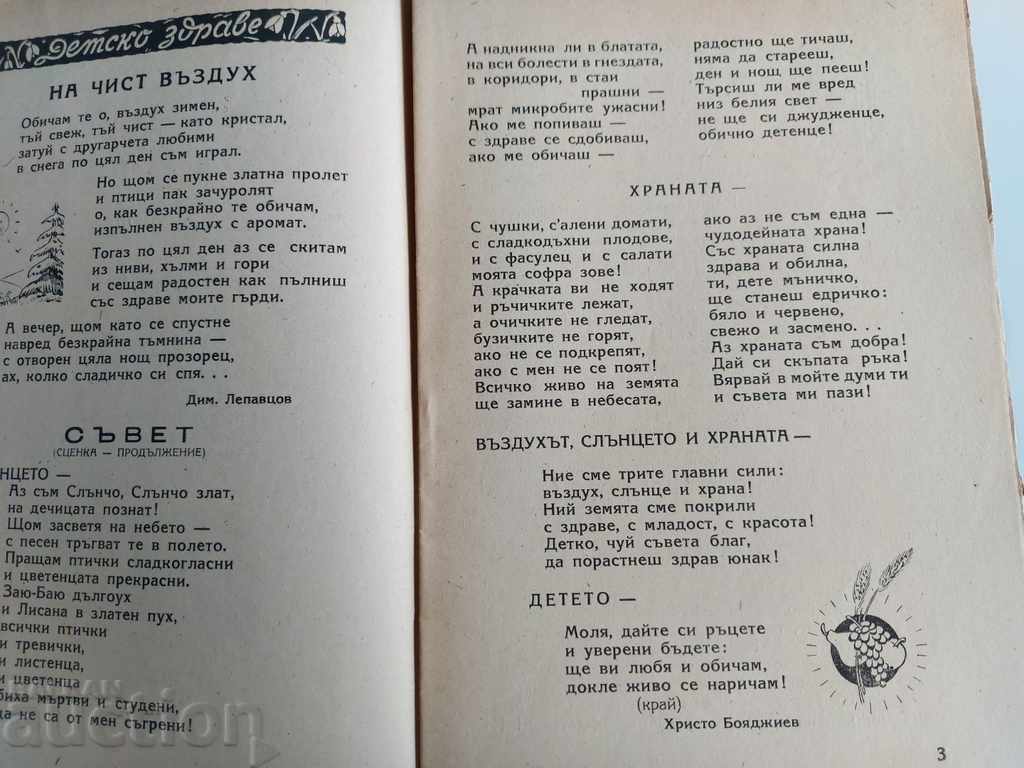 Детско здраве
НА ЧИСТ ВЪЗДУХ
Обичам те о, въздух зимен,
тъй свеж, тъй чист — като кристал,
затуй с другарчета любими
в снега по цял ден съм играл.
Но щом се пукне златна пролет
и птици пак зачуролят
о, как безкрайно те обичам,
изпълнен въздух с аромат.
Тогаз по цял ден аз се скитам
из ниви, хълми и гори
и сещам радостен как пълниш
със здраве моите гърди.
А вечер, щом като се спустне
навред безкрайна тъмнина —
с отворен цяла нощ прозорец,
ах, колко сладичко си спя. . .
Дим. Лепавцов
СЪВЕТ
(СЦЕНКА — ПРОДЪЛЖЕНИЕ)
НЦЕТО —
Аз съм Слънчо, Слънчо злат,
на дечицата познат!
Щом засветя на небето —
с песен тръгват те в полето.
Пращам птички сладкогласни
и цветенцата прекрасни.
Заю-Баю дългоух
и Лисана в златен пух,
всички птички
и тревички,
и листенца,
и цветенца
биха мъртви и студени,
да не са от мен сгрени!
А надникна ли в блатата,
на вси болести в гнездата,
в коридори, в стаи
прашни —
мрат микробите ужасни!
Ако ме попиваш —
с здраве се сдобиваш,
ако ме обичаш —
радостно ще тичаш,
няма да старееш,
ден и нощ ще пееш!
Търсиш ли ме вред
низ белия свет —
не ще си джудженце,
обично детенце!
ХРАНАТА —
С чушки, с'алени домати,
с сладкодъхни плодове,
и с фасулец и с салати
моята софра зове!
А крачката ви не ходят
и ръчичките лежат,
а очичките не гледат,
бузичките не горят,
ако не се подкрепят,
ако с мен не се поят!
Всичко живо на земята
ще замине в небесата,
ако аз не съм една —
чудодейната храна!
Със храната силна
здрава и обилна,
ти, дете мъничко,
ще станеш едричко:
бяло и червено,
свежо и засмено. . .
Аз храната съм добра!
Дай си скъпата ръка!
Вярвай в мойте думи ти
и съвета ми пази!
ВЪЗДУХЪТ, СЛЪНЦЕТО И ХРАНАТА —
Ние сме трите главни сили:
въздух, слънце и храна!
Ний земята сме покрили
с здраве, с младост, с красота!
Детко, чуй съвета благ,
да порастнеш здрав юнак!
ДЕТЕТО —
Моля, дайте си ръцете
и уверени бъдете:
ще ви любя и обичам,
докле живо се наричам!
(край)
Христо Бояджиев
3